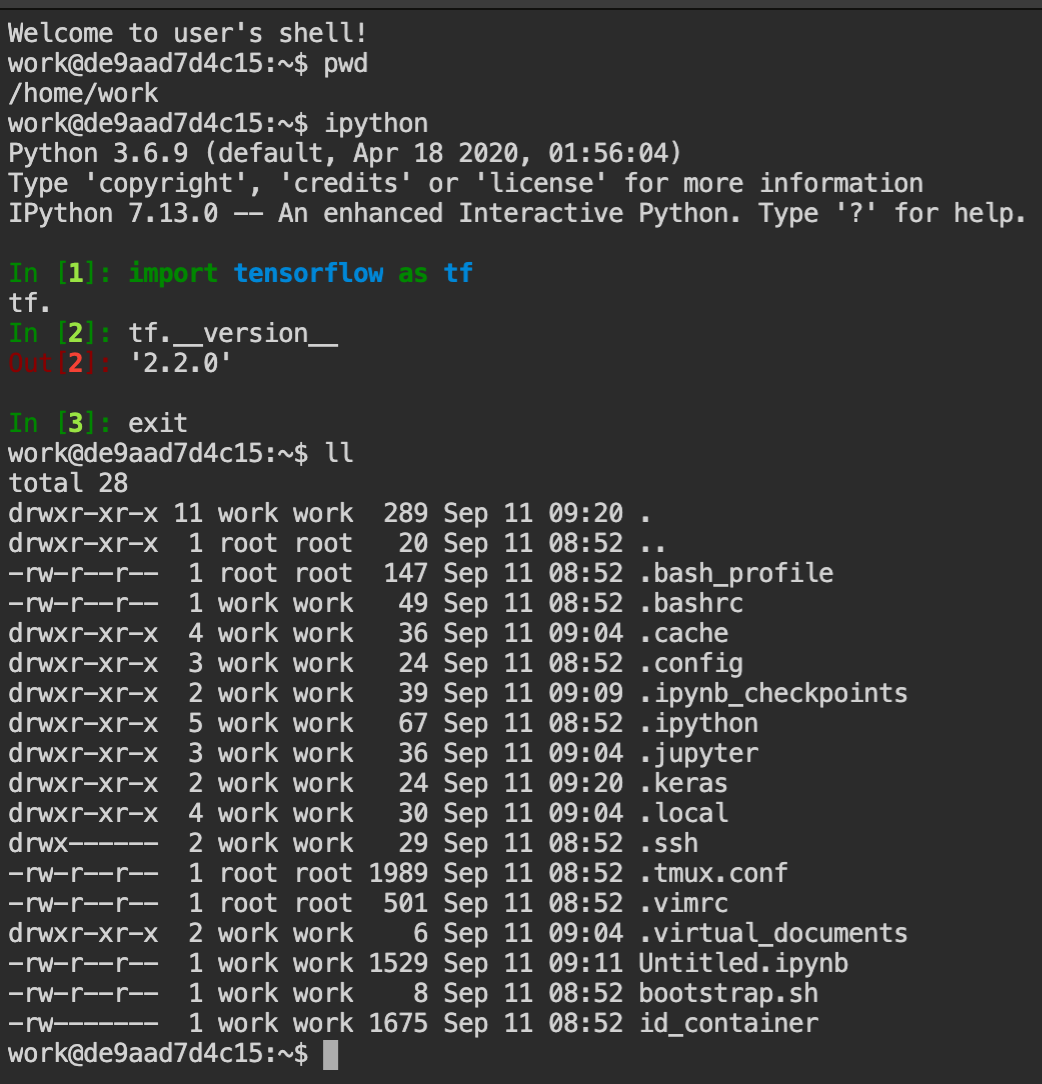 Welcome to user's shell!
work@de9aad7d4c15:~$ pwd
/home/work
work@de9aad7d4c15:~$ ipython
Python 3.6.9 (default, Apr 18 2020, 01:56:04)
Type 'copyright', 'credits' or 'license' for more information
IPython 7.13.0 -- An enhanced Interactive Python. Type '?' for help.

In [1]: import tensorflow as tf
tf.
In [2]: tf.__version__
Out[2]: '2.2.0'

In [3]: exit
work@de9aad7d4c15:~$ ll
total 28
drwxr-xr-x 11 work work  289 Sep 11 09:20 .
drwxr-xr-x  1 root root   20 Sep 11 08:52 ..
-rw-r--r--  1 root root  147 Sep 11 08:52 .bash_profile
-rw-r--r--  1 work work   49 Sep 11 08:52 .bashrc
drwxr-xr-x  4 work work   36 Sep 11 09:04 .cache
drwxr-xr-x  3 work work   24 Sep 11 08:52 .config
drwxr-xr-x  2 work work   39 Sep 11 09:09 .ipynb_checkpoints
drwxr-xr-x  5 work work   67 Sep 11 08:52 .ipython
drwxr-xr-x  3 work work   36 Sep 11 09:04 .jupyter
drwxr-xr-x  2 work work   24 Sep 11 09:20 .keras
drwxr-xr-x  4 work work   30 Sep 11 09:04 .local
drwx------  2 work work   29 Sep 11 08:52 .ssh
-rw-r--r--  1 root root 1989 Sep 11 08:52 .tmux.conf
-rw-r--r--  1 root root  501 Sep 11 08:52 .vimrc
drwxr-xr-x  2 work work    6 Sep 11 09:04 .virtual_documents
-rw-r--r--  1 work work 1529 Sep 11 09:11 Untitled.ipynb
-rw-r--r--  1 work work    8 Sep 11 08:52 bootstrap.sh
-rw-------  1 work work 1675 Sep 11 08:52 id_container
work@de9aad7d4c15:~$